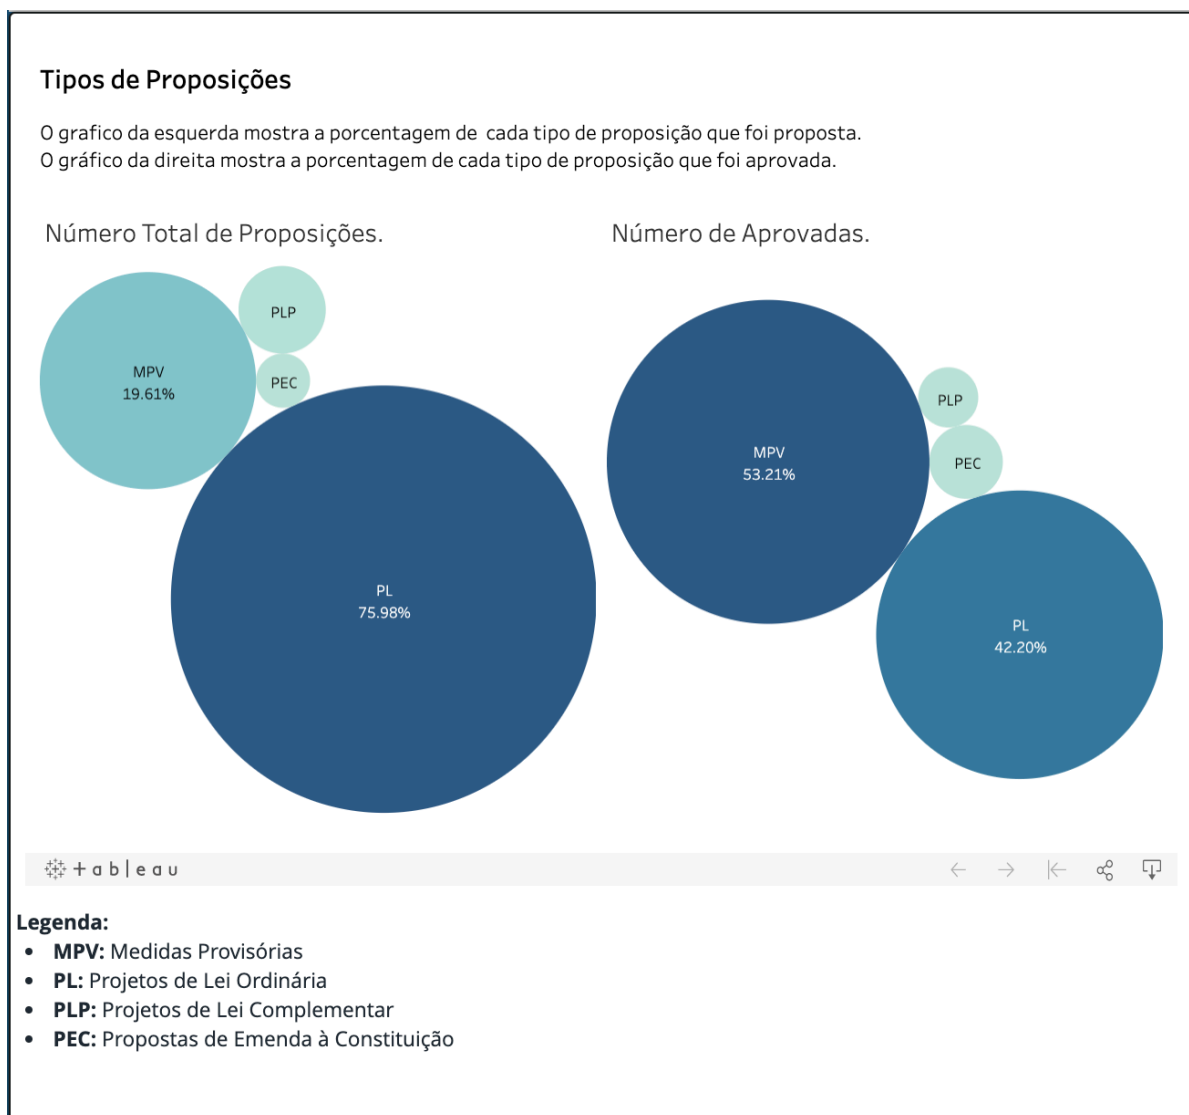 Tipos de Proposições
O grafico da esquerda mostra a porcentagem de cada tipo de proposição que foi proposta.
O gráfico da direita mostra a porcentagem de cada tipo de proposição que foi aprovada.
Número Total de Proposições.
PLP
MPV
19.61%
PEC
PL
75.98%
Número de Aprovadas.
PLP
MPV
53.21%
PEC
PL
42.20%
+ a b l e a u
Legenda:
• MPV: Medidas Provisórias
• PL: Projetos de Lei Ordinária
• PLP: Projetos de Lei Complementar
• PEC: Propostas de Emenda à Constituição